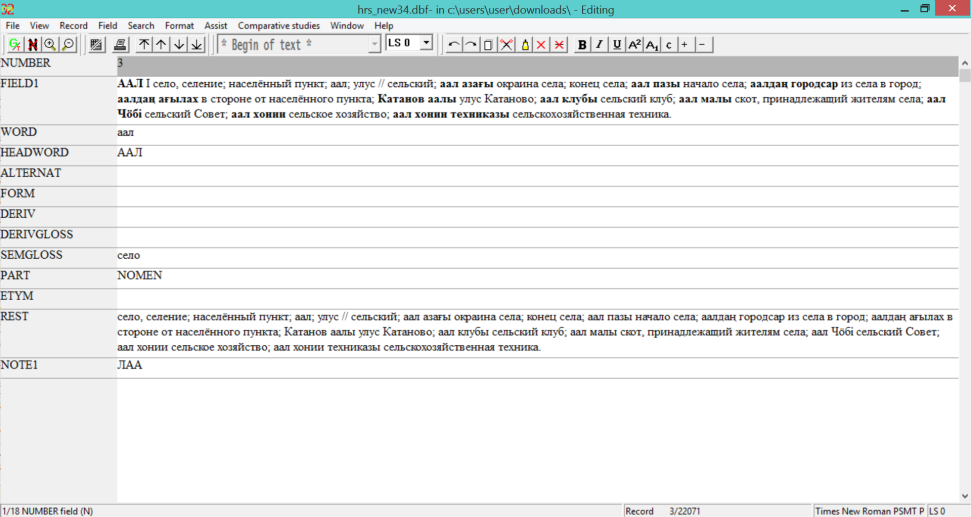 hrs_new34.dbf- in c:\users\user\downloads\ - Editing
File View Record Field Search Format Assist Comparative studies Window Help
N * Begin of text * LS 0 B I U A² A₁ c + −
NUMBER 3
FIELD1 ААЛ I село, селение; населённый пункт; аал; улус // сельский; аал азағы окраина села; конец села; аал пазы начало села; аалдаң городсар из села в город;
аалдаң ағылах в стороне от населённого пункта; Катанов аалы улус Катаново; аал клубы сельский клуб; аал малы скот, принадлежащий жителям села; аал
Чӧбі сельский Совет; аал хонии сельское хозяйство; аал хонии техниказы сельскохозяйственная техника.
WORD аал
HEADWORD ААЛ
ALTERNAT
FORM
DERIV
DERIVGLOSS
SEMGLOSS село
PART NOMEN
ETYM
REST село, селение; населённый пункт; аал; улус // сельский; аал азағы окраина села; конец села; аал пазы начало села; аалдаң городсар из села в город; аалдаң ағылах в
стороне от населённого пункта; Катанов аалы улус Катаново; аал клубы сельский клуб; аал малы скот, принадлежащий жителям села; аал Чӧбі сельский Совет;
аал хонии сельское хозяйство; аал хонии техниказы сельскохозяйственная техника.
NOTE1 ЛАА
1/18 NUMBER field (N) Record 3/22071 Times New Roman PSMT P LS 0